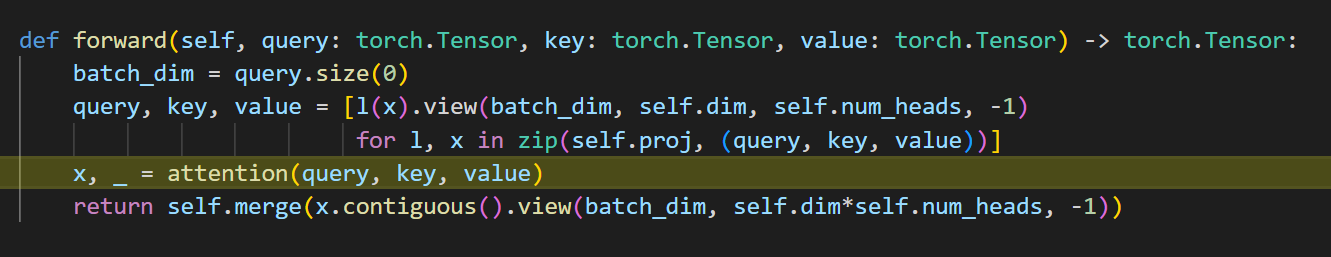 def forward(self, query: torch.Tensor, key: torch.Tensor, value: torch.Tensor) -> torch.Tensor:
    batch_dim = query.size(0)
    query, key, value = [l(x).view(batch_dim, self.dim, self.num_heads, -1)
                         for l, x in zip(self.proj, (query, key, value))]
    x, _ = attention(query, key, value)
    return self.merge(x.contiguous().view(batch_dim, self.dim*self.num_heads, -1))